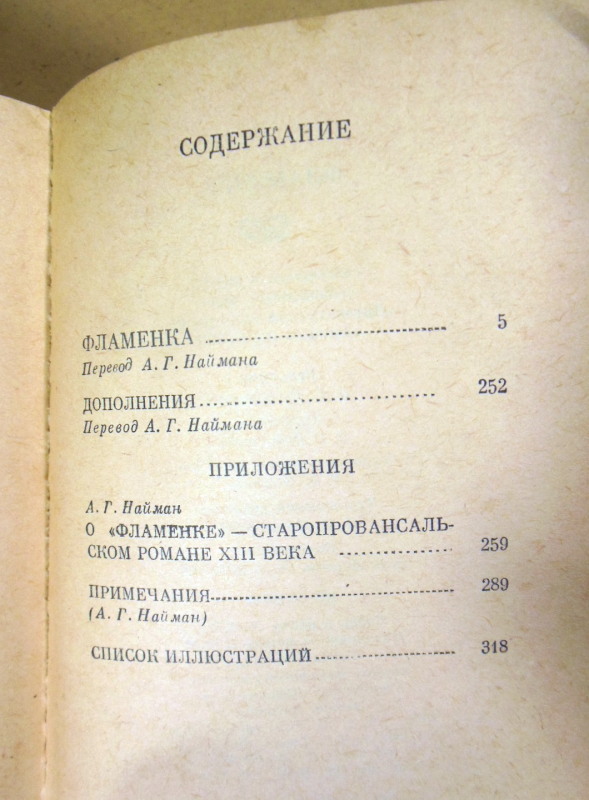 СОДЕРЖАНИЕ
ФЛАМЕНКА 5
Перевод А. Г. Наймана
ДОПОЛНЕНИЯ 252
Перевод А. Г. Наймана
ПРИЛОЖЕНИЯ
А. Г. Найман
О «ФЛАМЕНКЕ» — СТАРОПРОВАНСАЛЬ-
СКОМ РОМАНЕ XIII ВЕКА 259
ПРИМЕЧАНИЯ 289
(А. Г. Найман)
СПИСОК ИЛЛЮСТРАЦИЙ 318